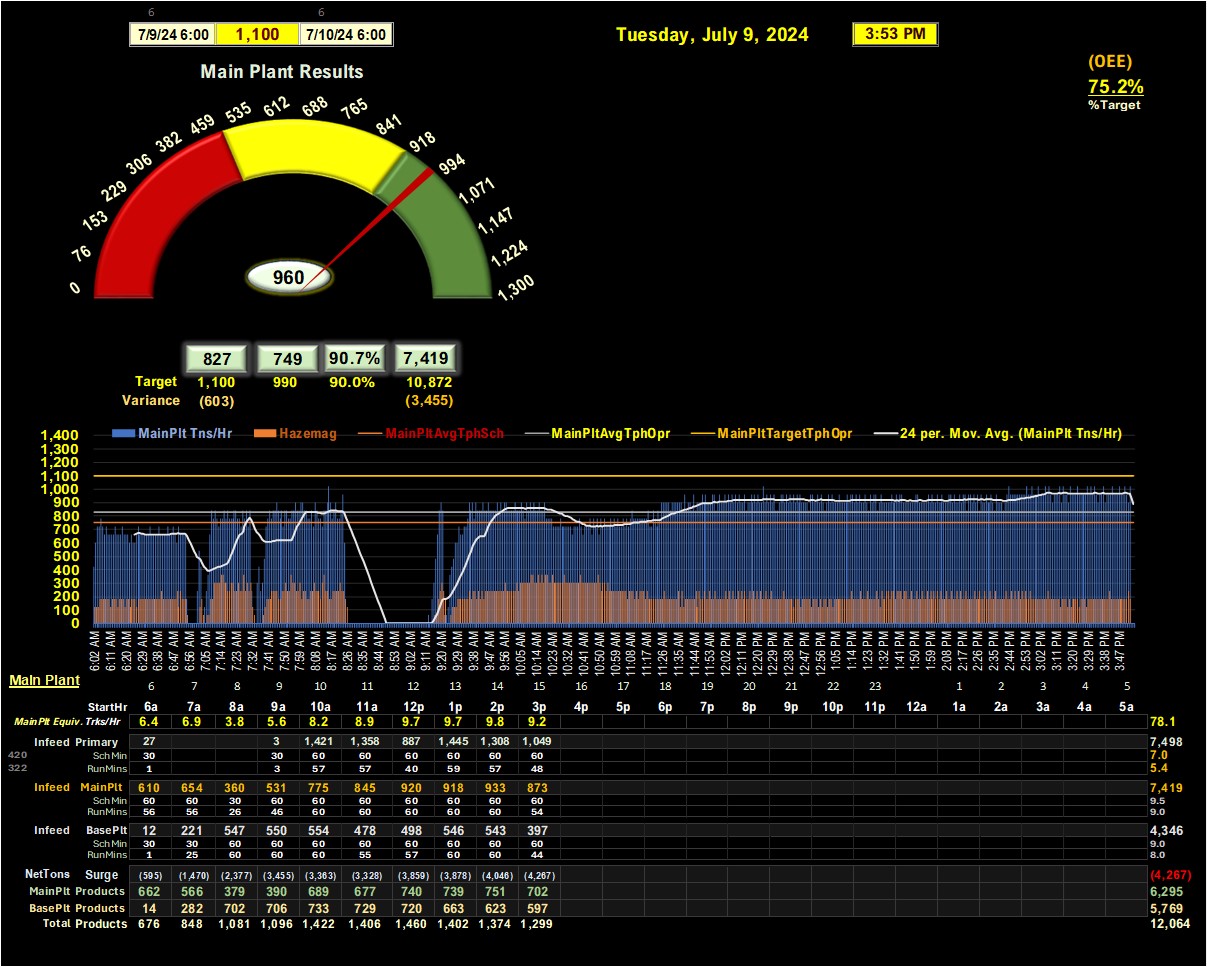 6 6
7/9/24 6:00 1,100 7/10/24 6:00
Tuesday, July 9, 2024 3:53 PM
(OEE)
75.2%
%Target
Main Plant Results
0 76 153 229 306 382 459 535 612 688 765 841 918 994 1,071 1,147 1,224 1,300
960
827 749 90.7% 7,419
Target 1,100 990 90.0% 10,872
Variance (603) (3,455)
MainPlt Tns/Hr Hazemag MainPltAvgTphSch MainPltAvgTphOpr MainPltTargetTphOpr 24 per. Mov. Avg. (MainPlt Tns/Hr)
1,400
1,300
1,200
1,100
1,000
900
800
700
600
500
400
300
200
100
0
6:02 AM 6:11 AM 6:20 AM 6:29 AM 6:38 AM 6:47 AM 6:56 AM 7:05 AM 7:14 AM 7:23 AM 7:32 AM 7:41 AM 7:50 AM 7:59 AM 8:08 AM 8:17 AM 8:26 AM 8:35 AM 8:44 AM 8:53 AM 9:02 AM 9:11 AM 9:20 AM 9:29 AM 9:38 AM 9:47 AM 9:56 AM 10:05 AM 10:14 AM 10:23 AM 10:32 AM 10:41 AM 10:50 AM 10:59 AM 11:08 AM 11:17 AM 11:26 AM 11:35 AM 11:44 AM 11:53 AM 12:02 PM 12:11 PM 12:20 PM 12:29 PM 12:38 PM 12:47 PM 12:56 PM 1:05 PM 1:14 PM 1:23 PM 1:32 PM 1:41 PM 1:50 PM 1:59 PM 2:08 PM 2:17 PM 2:26 PM 2:35 PM 2:44 PM 2:53 PM 3:02 PM 3:11 PM 3:20 PM 3:29 PM 3:38 PM 3:47 PM
Main Plant
6 7 8 9 10 11 12 13 14 15 16 17 18 19 20 21 22 23 1 2 3 4 5
StartHr 6a 7a 8a 9a 10a 11a 12p 1p 2p 3p 4p 5p 6p 7p 8p 9p 10p 11p 12a 1a 2a 3a 4a 5a
MainPlt Equiv. Trks/Hr 6.4 6.9 3.8 5.6 8.2 8.9 9.7 9.7 9.8 9.2 78.1
Infeed Primary 27 3 1,421 1,358 887 1,445 1,308 1,049 7,498
420 Sch Min 30 30 60 60 60 60 60 60 7.0
322 RunMins 1 3 57 57 40 59 57 48 5.4
Infeed MainPlt 610 654 360 531 775 845 920 918 933 873 7,419
Sch Min 60 60 30 60 60 60 60 60 60 60 9.5
RunMins 56 56 26 46 60 60 60 60 60 54 9.0
Infeed BasePlt 12 221 547 550 554 478 498 546 543 397 4,346
Sch Min 30 30 60 60 60 60 60 60 60 60 9.0
RunMins 1 25 60 60 60 55 57 60 60 44 8.0
NetTons Surge (595) (1,470) (2,377) (3,455) (3,363) (3,328) (3,859) (3,878) (4,046) (4,267) (4,267)
MainPlt Products 662 566 379 390 689 677 740 739 751 702 6,295
BasePlt Products 14 282 702 706 733 729 720 663 623 597 5,769
Total Products 676 848 1,081 1,096 1,422 1,406 1,460 1,402 1,374 1,299 12,064